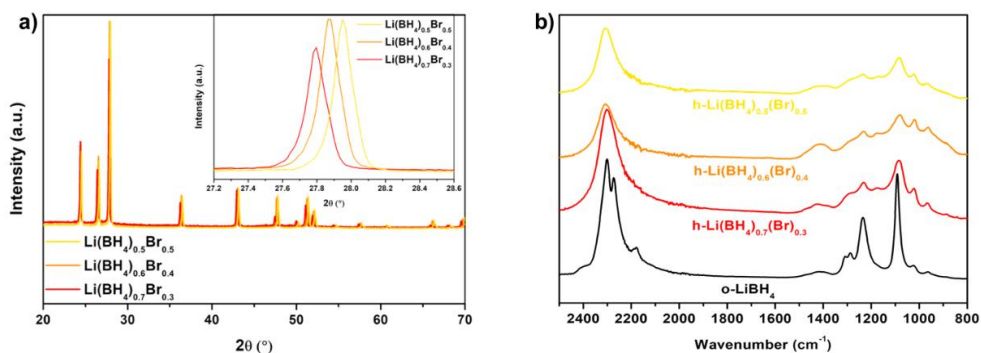 a)
Intensity (a.u.)
Intensity (a.u.)
Li(BH₄)₀.₅Br₀.₅
Li(BH₄)₀.₆Br₀.₄
Li(BH₄)₀.₇Br₀.₃
27.2 27.4 27.6 27.8 28.0 28.2 28.4 28.6
2θ (°)
Li(BH₄)₀.₅Br₀.₅
Li(BH₄)₀.₆Br₀.₄
Li(BH₄)₀.₇Br₀.₃
20 30 40 50 60 70
2θ (°)
b)
h-Li(BH₄)₀.₅(Br)₀.₅
h-Li(BH₄)₀.₆(Br)₀.₄
h-Li(BH₄)₀.₇(Br)₀.₃
o-LiBH₄
2400 2200 2000 1800 1600 1400 1200 1000 800
Wavenumber (cm⁻¹)